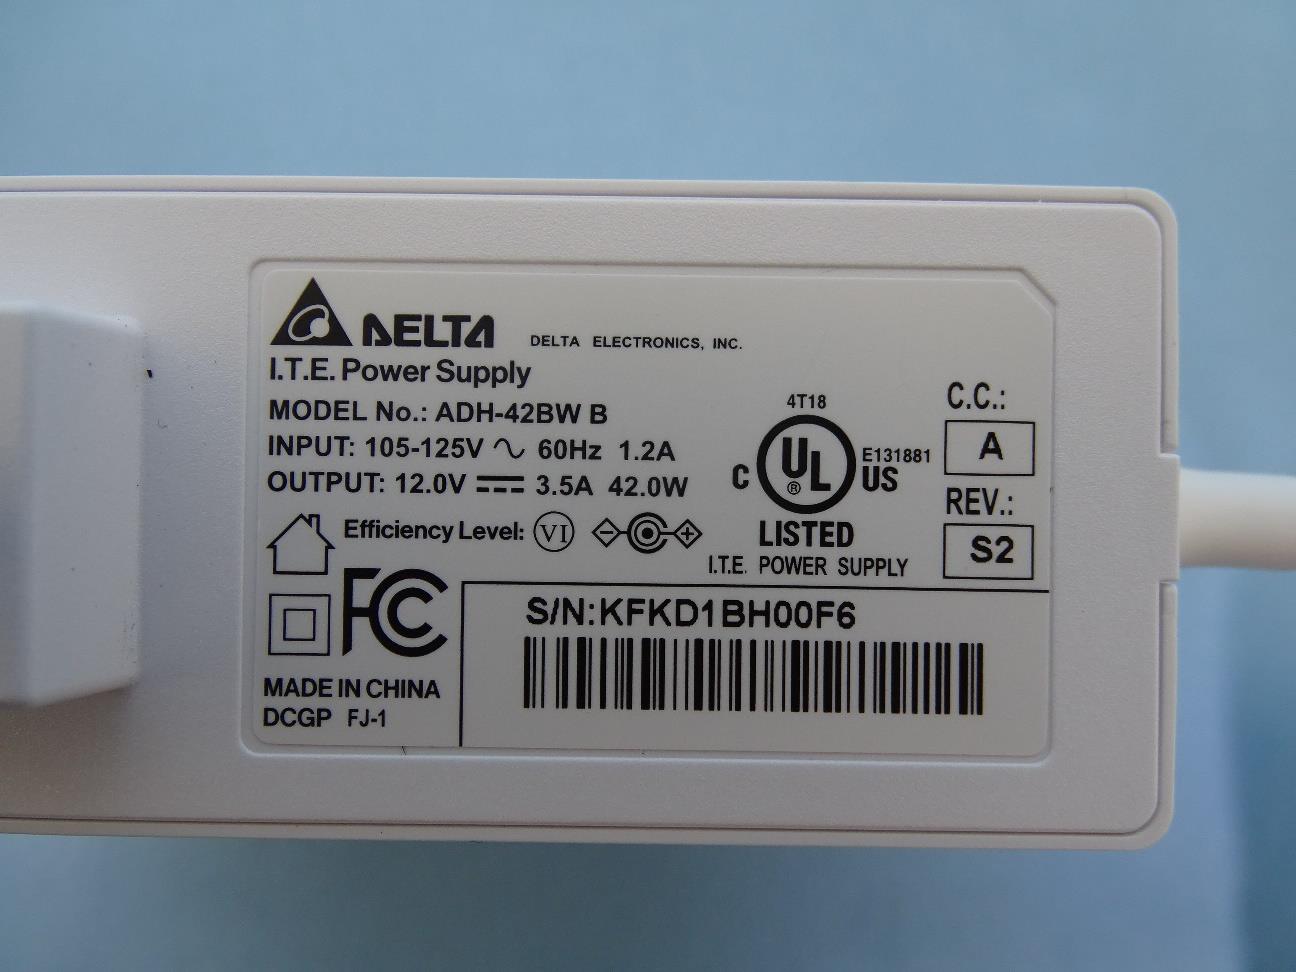 DELTA DELTA ELECTRONICS, INC.
I.T.E. Power Supply
MODEL No.: ADH-42BW B
INPUT: 105-125V ∿ 60Hz 1.2A
OUTPUT: 12.0V ⎓ 3.5A 42.0W
Efficiency Level: VI
FC
MADE IN CHINA
DCGP FJ-1
4T18
C UL ® US E131881
LISTED
I.T.E. POWER SUPPLY
C.C.:
A
REV.:
S2
S/N:KFKD1BH00F6